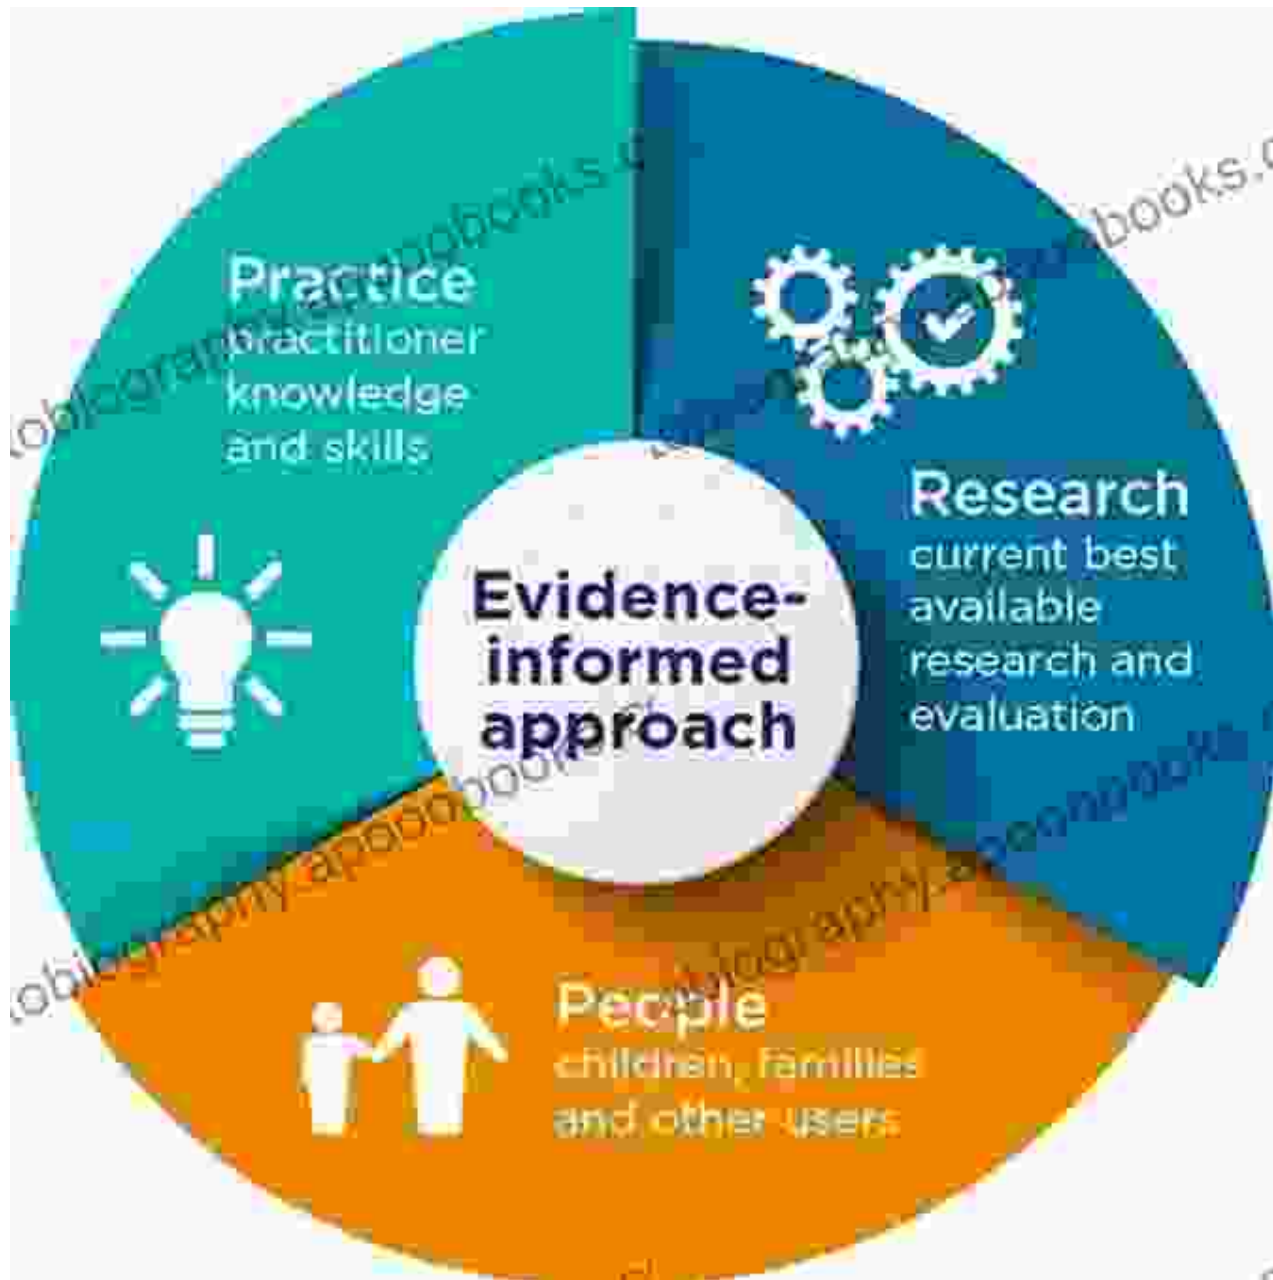 Practice
practitioner
knowledge
and skills
Research
current best
available
research and
evaluation
Evidence-
informed
approach
People
children, families
and other users